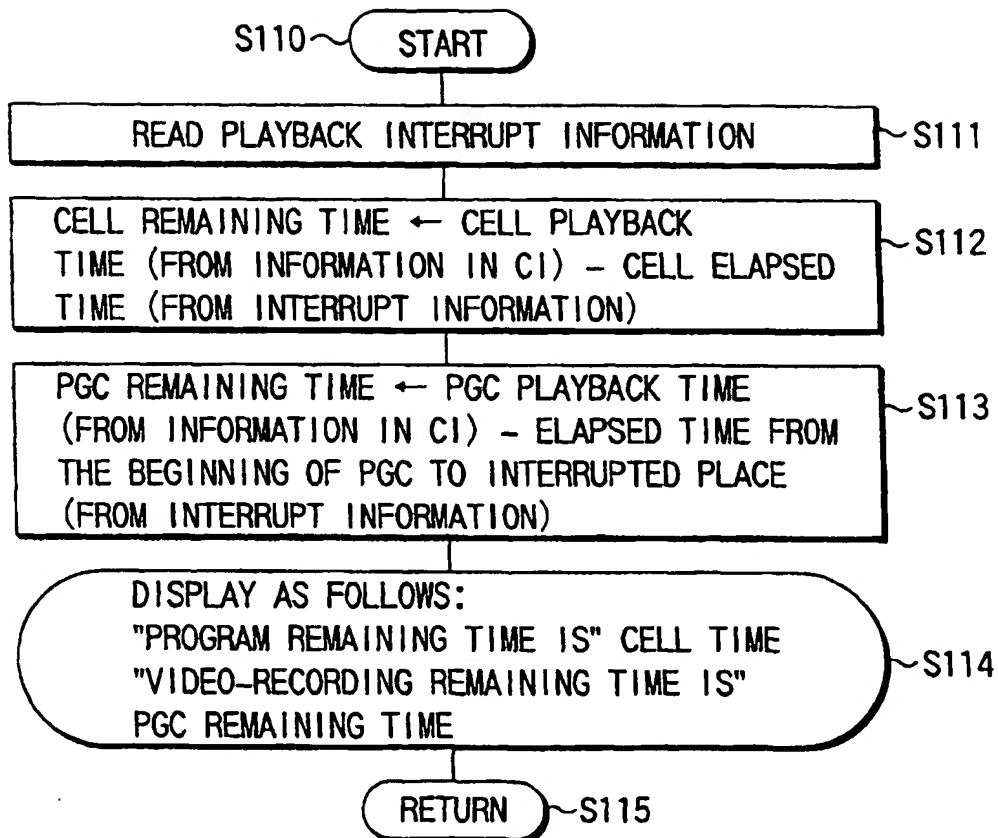 S110 START
READ PLAYBACK INTERRUPT INFORMATION S111
CELL REMAINING TIME ← CELL PLAYBACK
TIME (FROM INFORMATION IN CI) – CELL ELAPSED S112
TIME (FROM INTERRUPT INFORMATION)
PGC REMAINING TIME ← PGC PLAYBACK TIME
(FROM INFORMATION IN CI) – ELAPSED TIME FROM S113
THE BEGINNING OF PGC TO INTERRUPTED PLACE
(FROM INTERRUPT INFORMATION)
DISPLAY AS FOLLOWS:
"PROGRAM REMAINING TIME IS" CELL TIME
"VIDEO-RECORDING REMAINING TIME IS" S114
PGC REMAINING TIME
RETURN S115